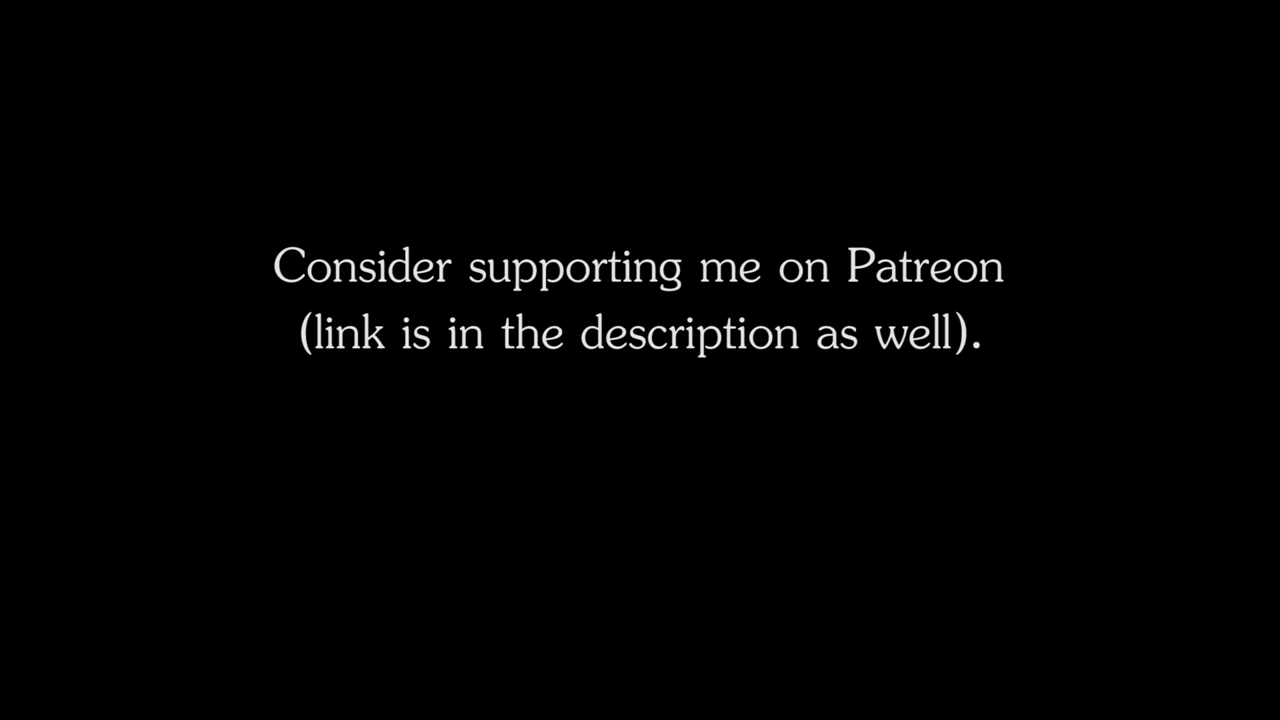 Consider supporting me on Patreon
(link is in the description as well).